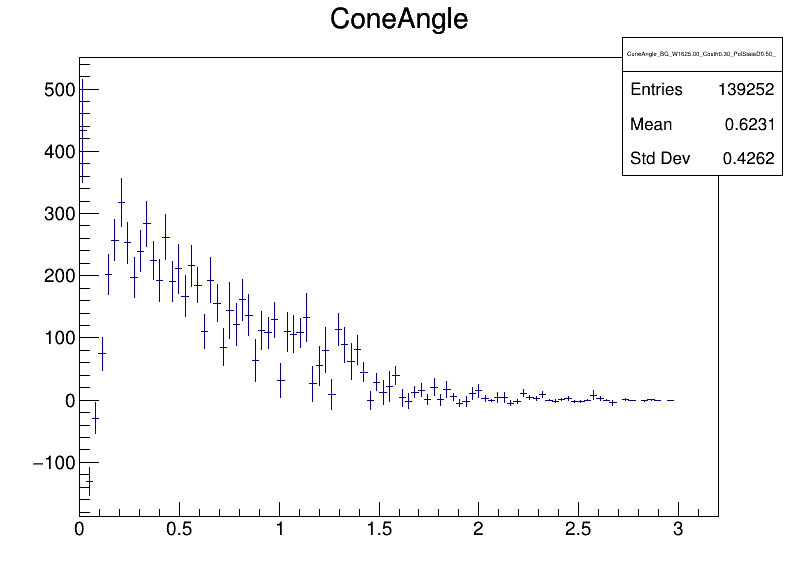 ConeAngle
ConeAngle_BG_W1625.00_Costh0.30_PolState0.50_
Entries 139252
Mean 0.6231
Std Dev 0.4262
500
400
300
200
100
0
−100
0 0.5 1 1.5 2 2.5 3